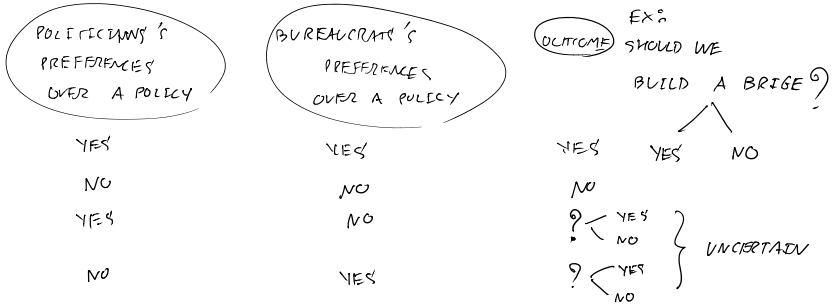 POLITICIANS'S
PREFERENCES
OVER A POLICY
BUREAUCRATS'S
PREFERENCES
OVER A POLICY
OUTCOME
EX:
SHOULD WE
BUILD A BRIGE?
YES NO
YES YES YES
NO NO NO
YES NO ? YES
NO
NO YES ? YES
NO
UNCERTAIN